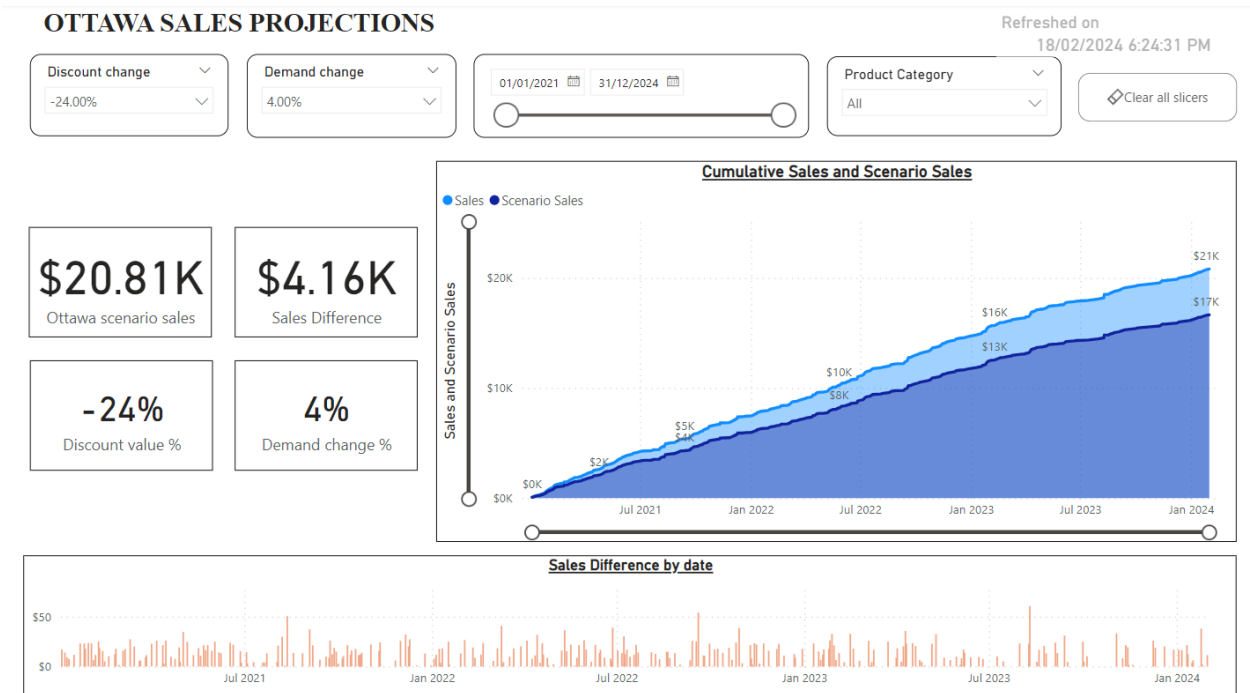 OTTAWA SALES PROJECTIONS
Refreshed on
18/02/2024 6:24:31 PM
Discount change
-24.00%
Demand change
4.00%
01/01/2021
31/12/2024
Product Category
All
Clear all slicers
$20.81K
Ottawa scenario sales
$4.16K
Sales Difference
-24%
Discount value %
4%
Demand change %
Cumulative Sales and Scenario Sales
Sales
Scenario Sales
Sales and Scenario Sales
$20K
$10K
$0K
$0K
$2K
$5K
$4K
$10K
$8K
$16K
$13K
$21K
$17K
Jul 2021
Jan 2022
Jul 2022
Jan 2023
Jul 2023
Jan 2024
Sales Difference by date
$50
$0
Jul 2021
Jan 2022
Jul 2022
Jan 2023
Jul 2023
Jan 2024